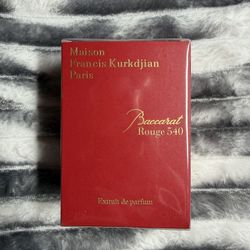 Maison
Francis Kurkdjian
Paris
Baccarat
Rouge 540
Extrait de parfum